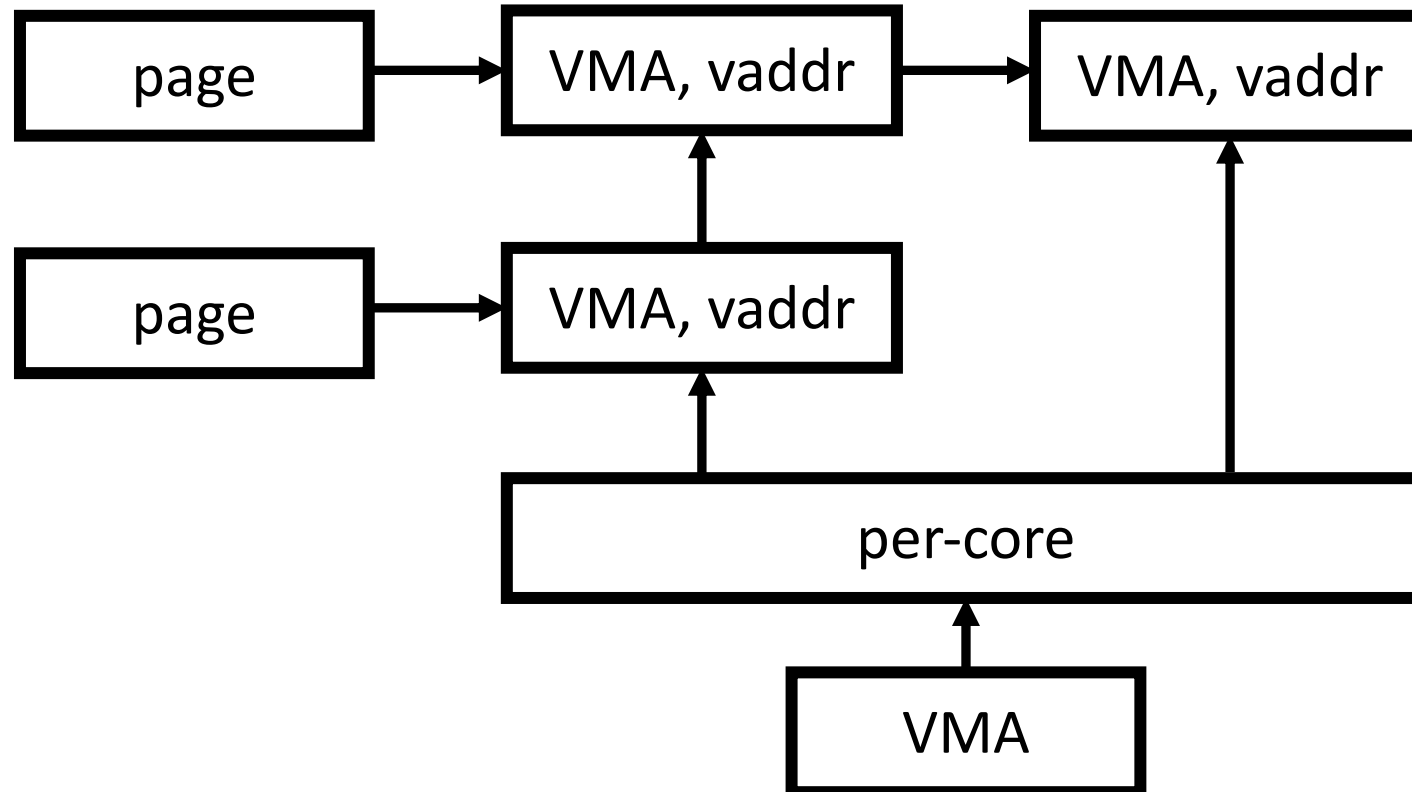 page
VMA, vaddr
VMA, vaddr
page
VMA, vaddr
per-core
VMA